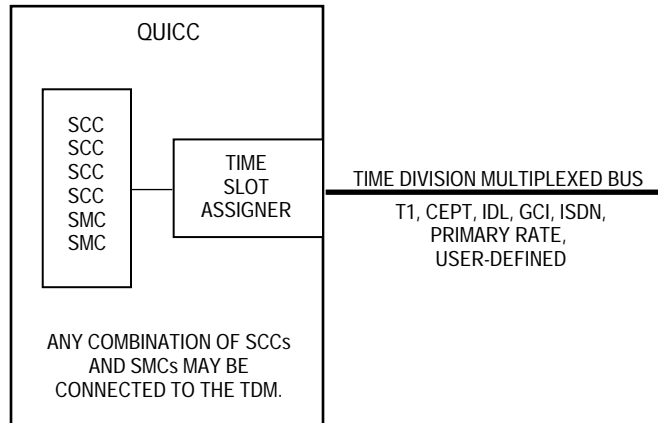 QUICC
SCC
SCC
SCC
SCC
SMC
SMC
TIME
SLOT
ASSIGNER
TIME DIVISION MULTIPLEXED BUS
T1, CEPT, IDL, GCI, ISDN,
PRIMARY RATE,
USER-DEFINED
ANY COMBINATION OF SCCs
AND SMCs MAY BE
CONNECTED TO THE TDM.